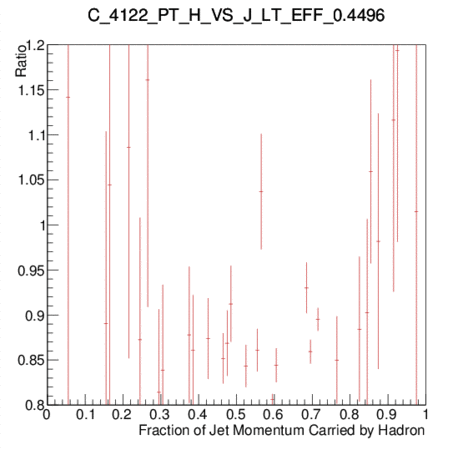 C_4122_PT_H_VS_J_LT_EFF_0.4496
Ratio
1.2
1.15
1.1
1.05
1
0.95
0.9
0.85
0.8
0 0.1 0.2 0.3 0.4 0.5 0.6 0.7 0.8 0.9 1
Fraction of Jet Momentum Carried by Hadron